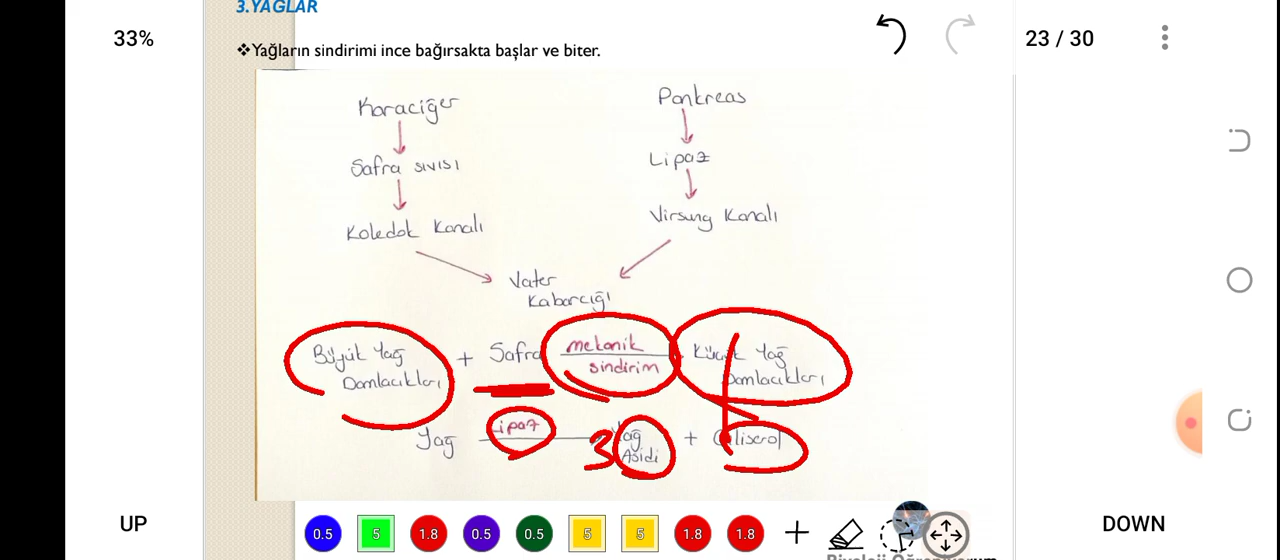 3.YAĞLAR
33%
23 / 30
❖Yağların sindirimi ince bağırsakta başlar ve biter.
Karaciğer
Pankreas
Safra sıvısı
Lipaz
Koledok Kanalı
Virsung Kanalı
Vater
Kabarcığı
Büyük Yağ
Damlacıkları
+ Safra
mekanik
sindirim
Küçük Yağ
Damlacıkları
Yağ
Lipaz
3 Yağ
Asidi
+ Gliserol
UP
DOWN
0.5 5 1.8 0.5 0.5 5 5 1.8 1.8